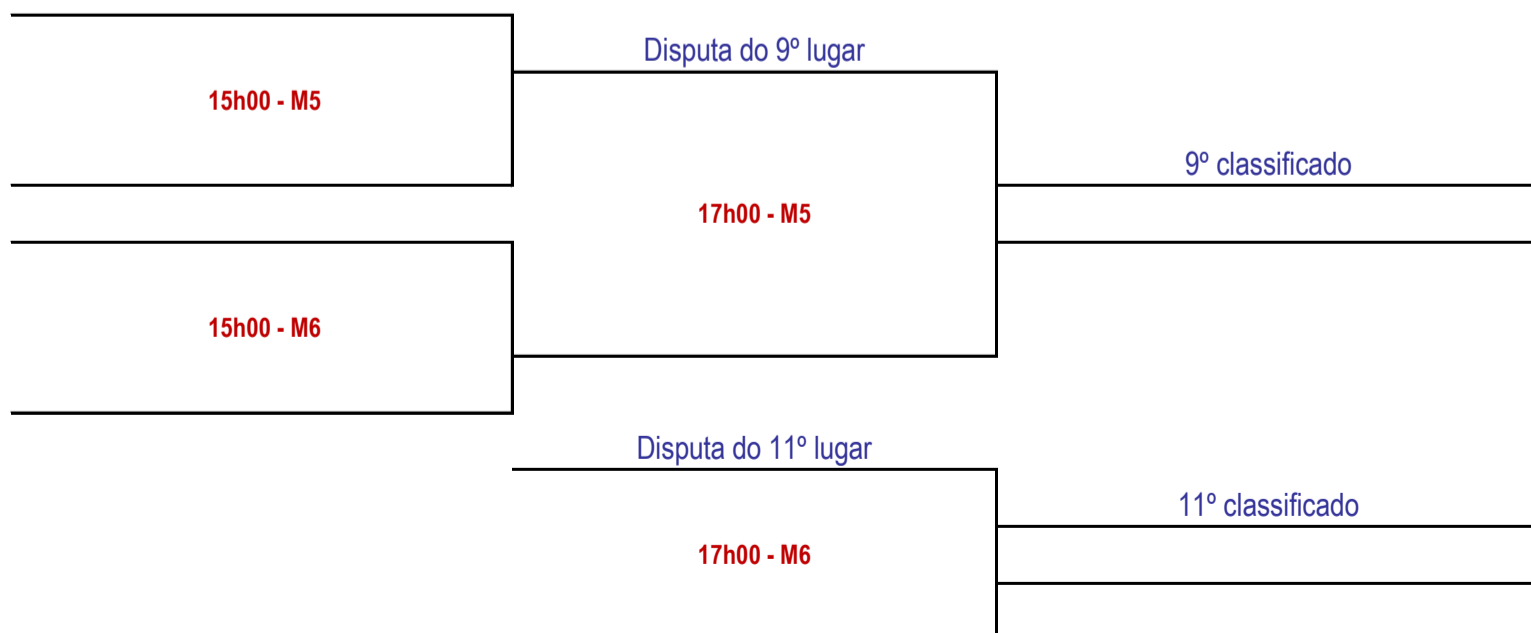 Disputa do 9º lugar
15h00 - M5
9º classificado
17h00 - M5
15h00 - M6
Disputa do 11º lugar
11º classificado
17h00 - M6